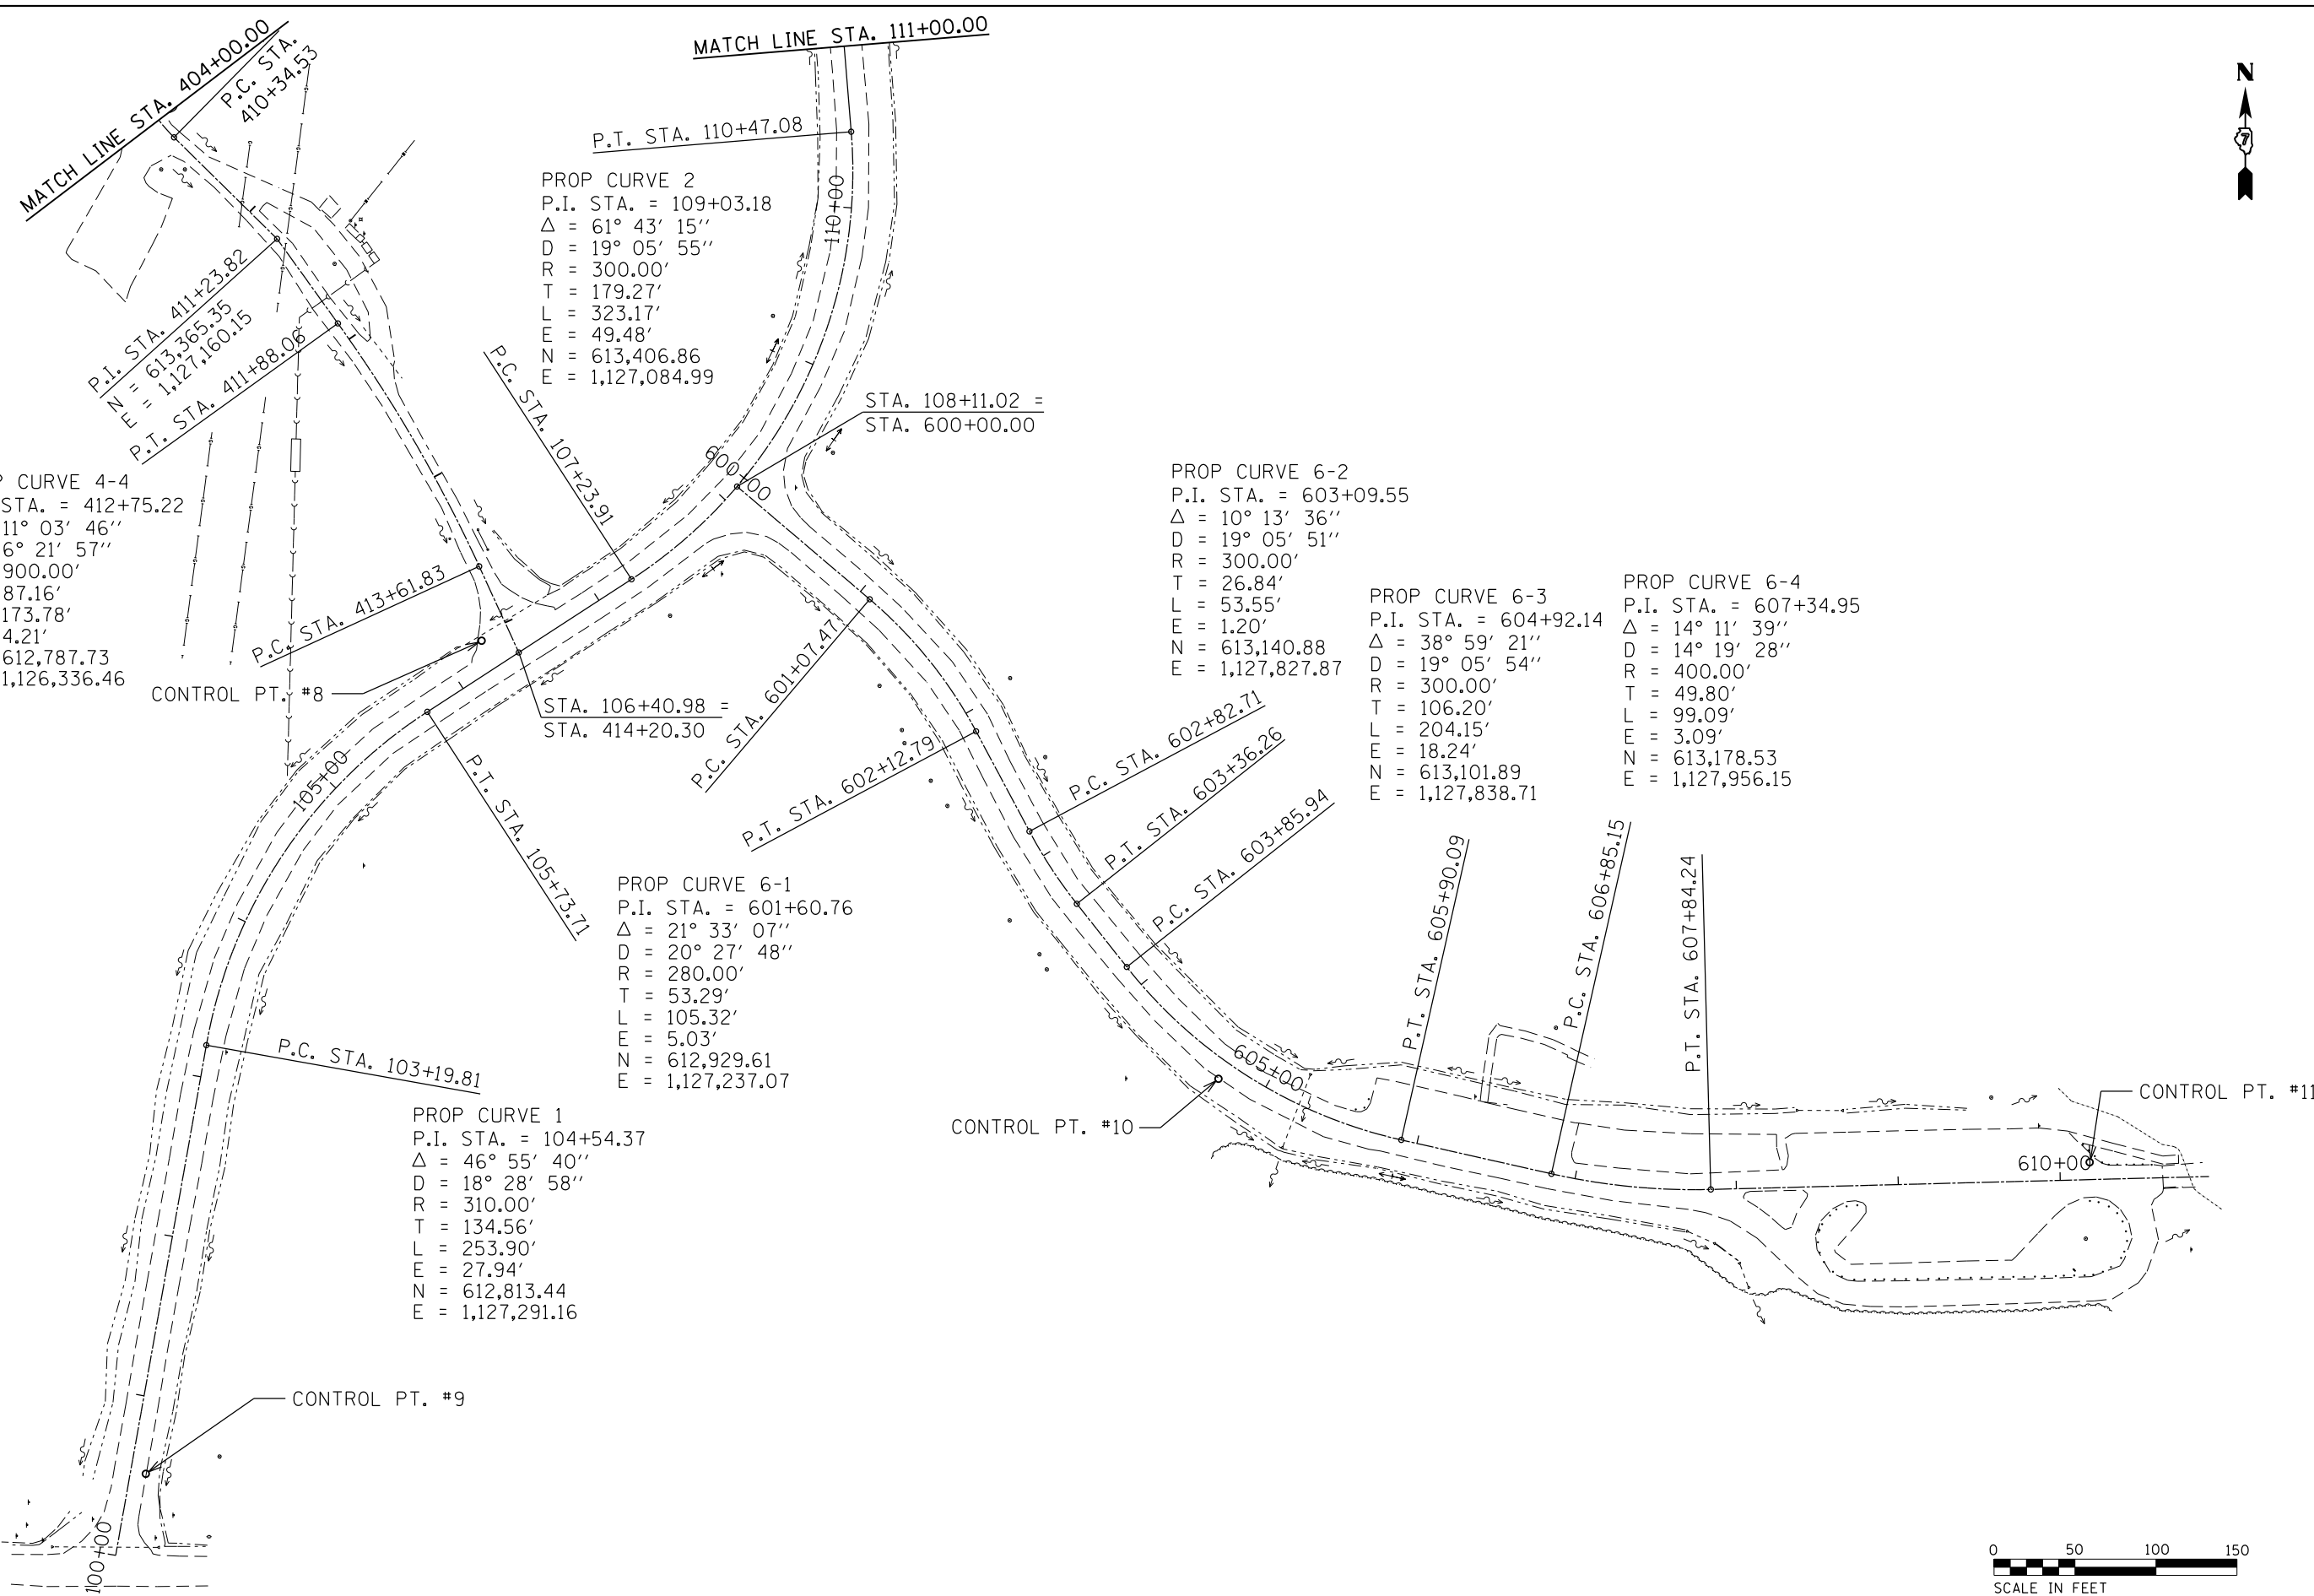 MATCH LINE STA. 404+00.00
P.C. STA.
410+34.53
MATCH LINE STA. 111+00.00
N
7
P.T. STA. 110+47.08
110+00
PROP CURVE 2
P.I. STA. = 109+03.18
Δ = 61° 43′ 15′′
D = 19° 05′ 55′′
R = 300.00′
T = 179.27′
L = 323.17′
E = 49.48′
N = 613,406.86
E = 1,127,084.99
P.I. STA. 411+23.82
N = 613,365.35
E = 1,127,160.15
P.T. STA. 411+88.06
P.C. STA. 107+23.91
STA. 108+11.02 =
STA. 600+00.00
600+00
P CURVE 4-4
STA. = 412+75.22
11° 03′ 46′′
6° 21′ 57′′
900.00′
87.16′
173.78′
4.21′
612,787.73
1,126,336.46
P.C. STA. 413+61.83
CONTROL PT. #8
STA. 106+40.98 =
STA. 414+20.30
P.C. STA. 601+07.47
P.T. STA. 602+12.79
PROP CURVE 6-2
P.I. STA. = 603+09.55
Δ = 10° 13′ 36′′
D = 19° 05′ 51′′
R = 300.00′
T = 26.84′
L = 53.55′
E = 1.20′
N = 613,140.88
E = 1,127,827.87
PROP CURVE 6-3
P.I. STA. = 604+92.14
Δ = 38° 59′ 21′′
D = 19° 05′ 54′′
R = 300.00′
T = 106.20′
L = 204.15′
E = 18.24′
N = 613,101.89
E = 1,127,838.71
PROP CURVE 6-4
P.I. STA. = 607+34.95
Δ = 14° 11′ 39′′
D = 14° 19′ 28′′
R = 400.00′
T = 49.80′
L = 99.09′
E = 3.09′
N = 613,178.53
E = 1,127,956.15
P.C. STA. 602+82.71
P.T. STA. 603+36.26
P.C. STA. 603+85.94
105+00
P.T. STA. 105+73.71
P.T. STA. 605+90.09
P.C. STA. 606+85.15
P.T. STA. 607+84.24
PROP CURVE 6-1
P.I. STA. = 601+60.76
Δ = 21° 33′ 07′′
D = 20° 27′ 48′′
R = 280.00′
T = 53.29′
L = 105.32′
E = 5.03′
N = 612,929.61
E = 1,127,237.07
P.C. STA. 103+19.81
605+00
CONTROL PT. #10
CONTROL PT. #11
610+00
PROP CURVE 1
P.I. STA. = 104+54.37
Δ = 46° 55′ 40′′
D = 18° 28′ 58′′
R = 310.00′
T = 134.56′
L = 253.90′
E = 27.94′
N = 612,813.44
E = 1,127,291.16
CONTROL PT. #9
100+00
0 50 100 150
SCALE IN FEET